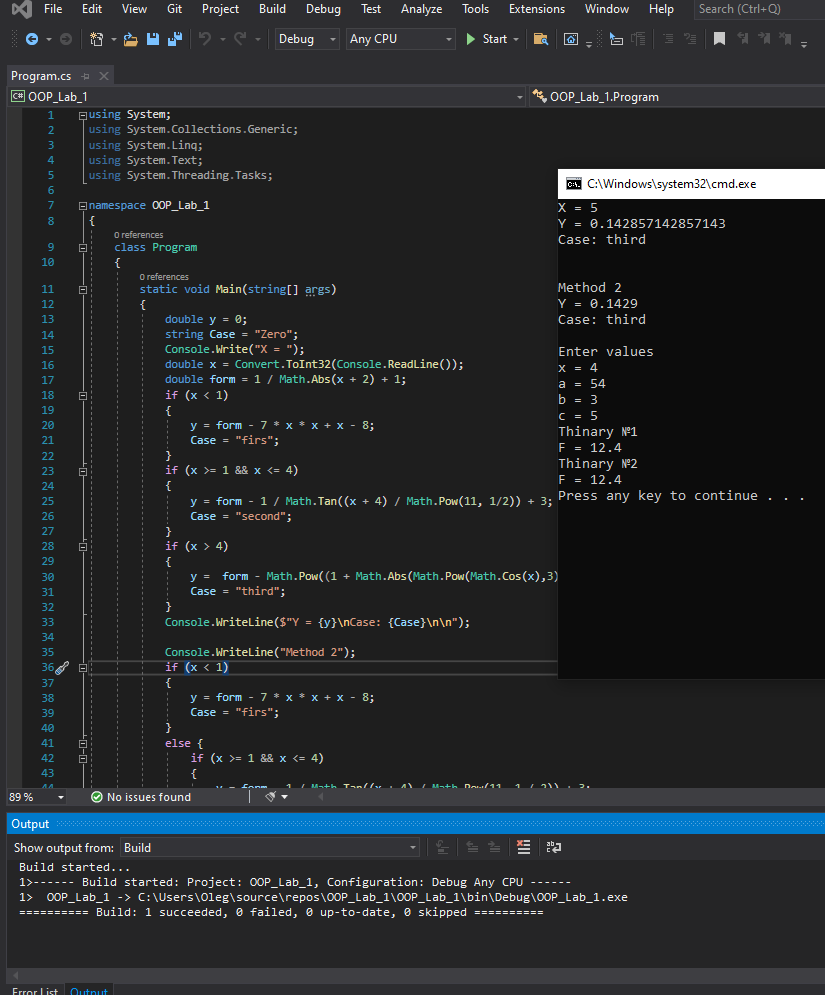 File Edit View Git Project Build Debug Test Analyze Tools Extensions Window Help Search (Ctrl+Q)
Debug Any CPU Start
Program.cs
C# OOP_Lab_1 OOP_Lab_1.Program
1 using System;
2 using System.Collections.Generic;
3 using System.Linq;
4 using System.Text;
5 using System.Threading.Tasks;
6
7 namespace OOP_Lab_1
8 {
0 references
9 class Program
10 {
0 references
11 static void Main(string[] args)
12 {
13 double y = 0;
14 string Case = "Zero";
15 Console.Write("X = ");
16 double x = Convert.ToInt32(Console.ReadLine());
17 double form = 1 / Math.Abs(x + 2) + 1;
18 if (x < 1)
19 {
20 y = form - 7 * x * x + x - 8;
21 Case = "firs";
22 }
23 if (x >= 1 && x <= 4)
24 {
25 y = form - 1 / Math.Tan((x + 4) / Math.Pow(11, 1/2)) + 3;
26 Case = "second";
27 }
28 if (x > 4)
29 {
30 y = form - Math.Pow((1 + Math.Abs(Math.Pow(Math.Cos(x),3)
31 Case = "third";
32 }
33 Console.WriteLine($"Y = {y}\nCase: {Case}\n\n");
34
35 Console.WriteLine("Method 2");
36 if (x < 1)
37 {
38 y = form - 7 * x * x + x - 8;
39 Case = "firs";
40 }
41 else {
42 if (x >= 1 && x <= 4)
43 {
44 y = form - 1 / Math.Tan((x + 4) / Math.Pow(11, 1 / 2)) + 3;
C:\Windows\system32\cmd.exe
X = 5
Y = 0.142857142857143
Case: third
Method 2
Y = 0.1429
Case: third
Enter values
x = 4
a = 54
b = 3
c = 5
Thinary №1
F = 12.4
Thinary №2
F = 12.4
Press any key to continue . . .
89 % No issues found
Output
Show output from: Build
Build started...
1>------ Build started: Project: OOP_Lab_1, Configuration: Debug Any CPU ------
1>  OOP_Lab_1 -> C:\Users\Oleg\source\repos\OOP_Lab_1\OOP_Lab_1\bin\Debug\OOP_Lab_1.exe
========== Build: 1 succeeded, 0 failed, 0 up-to-date, 0 skipped ==========
Error List Output